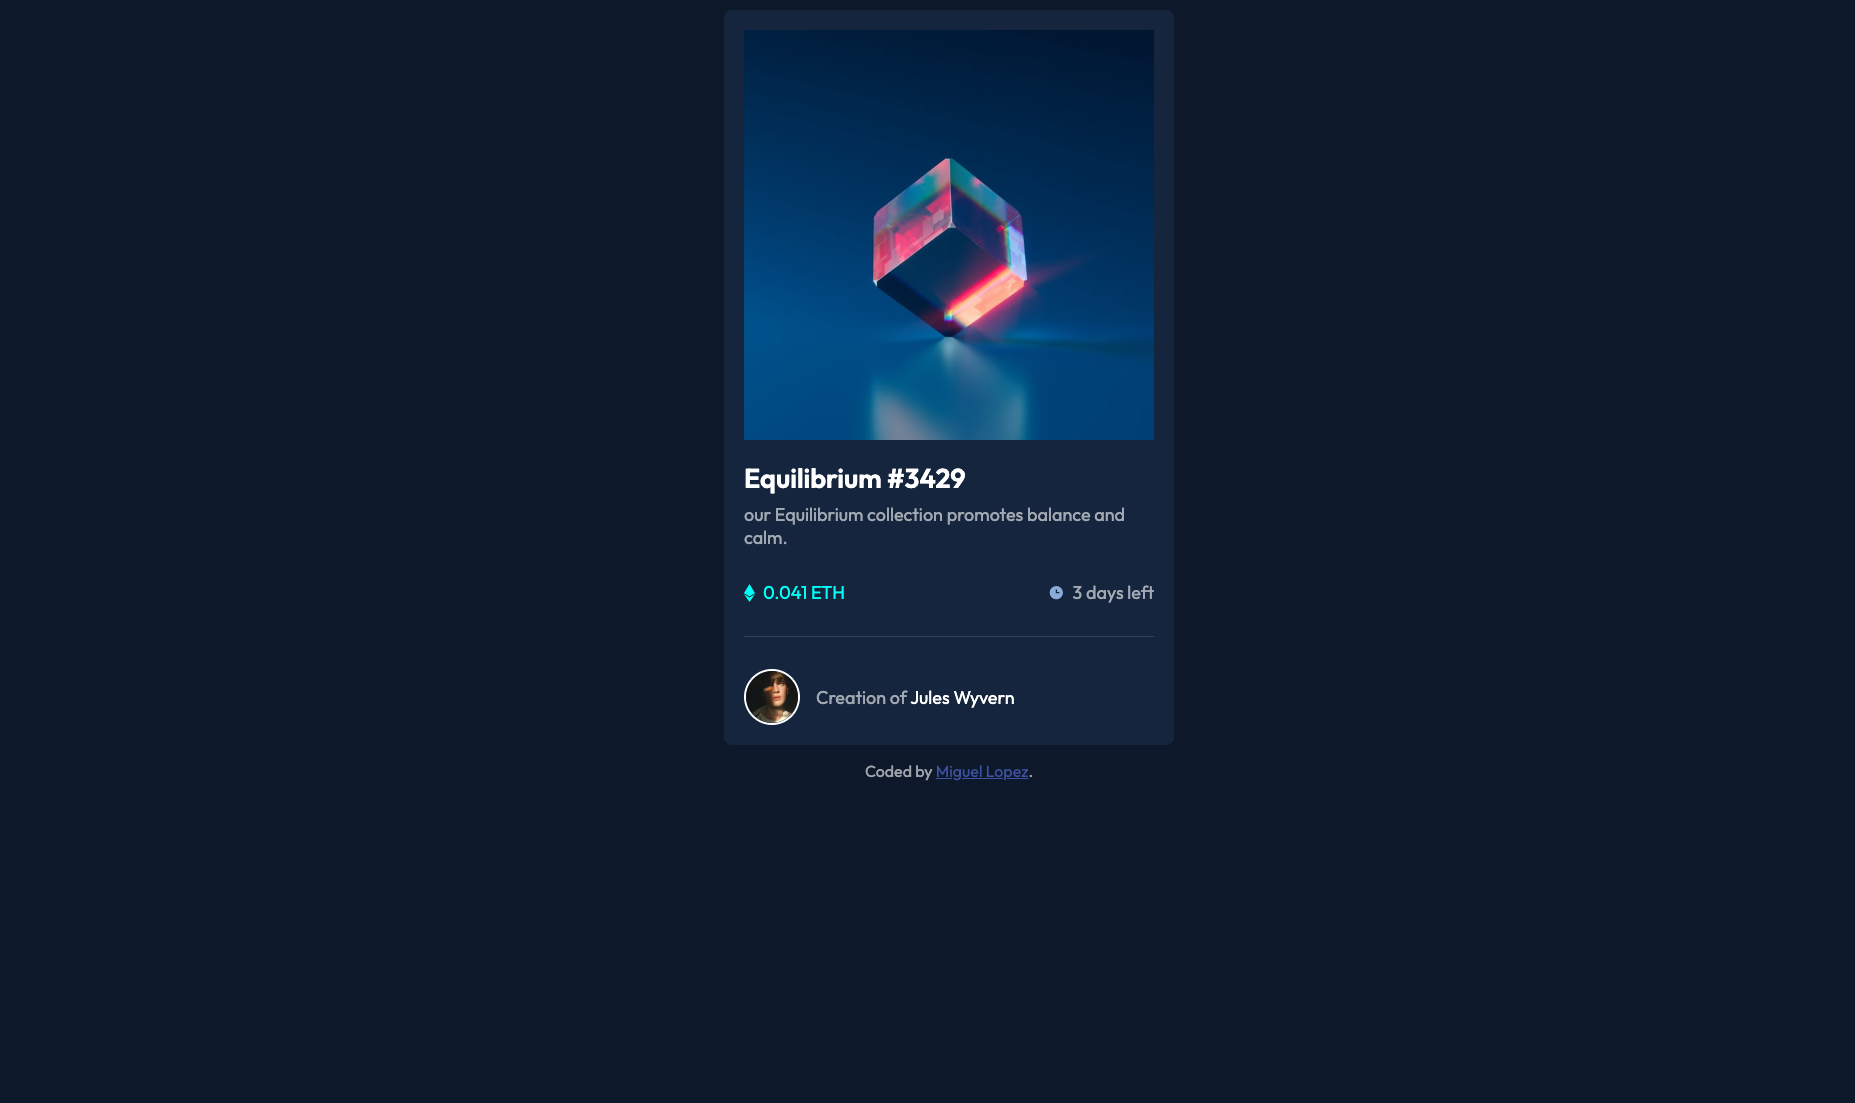 Equilibrium #3429
our Equilibrium collection promotes balance and
calm.
0.041 ETH
3 days left
Creation of Jules Wyvern
Coded by Miguel Lopez.